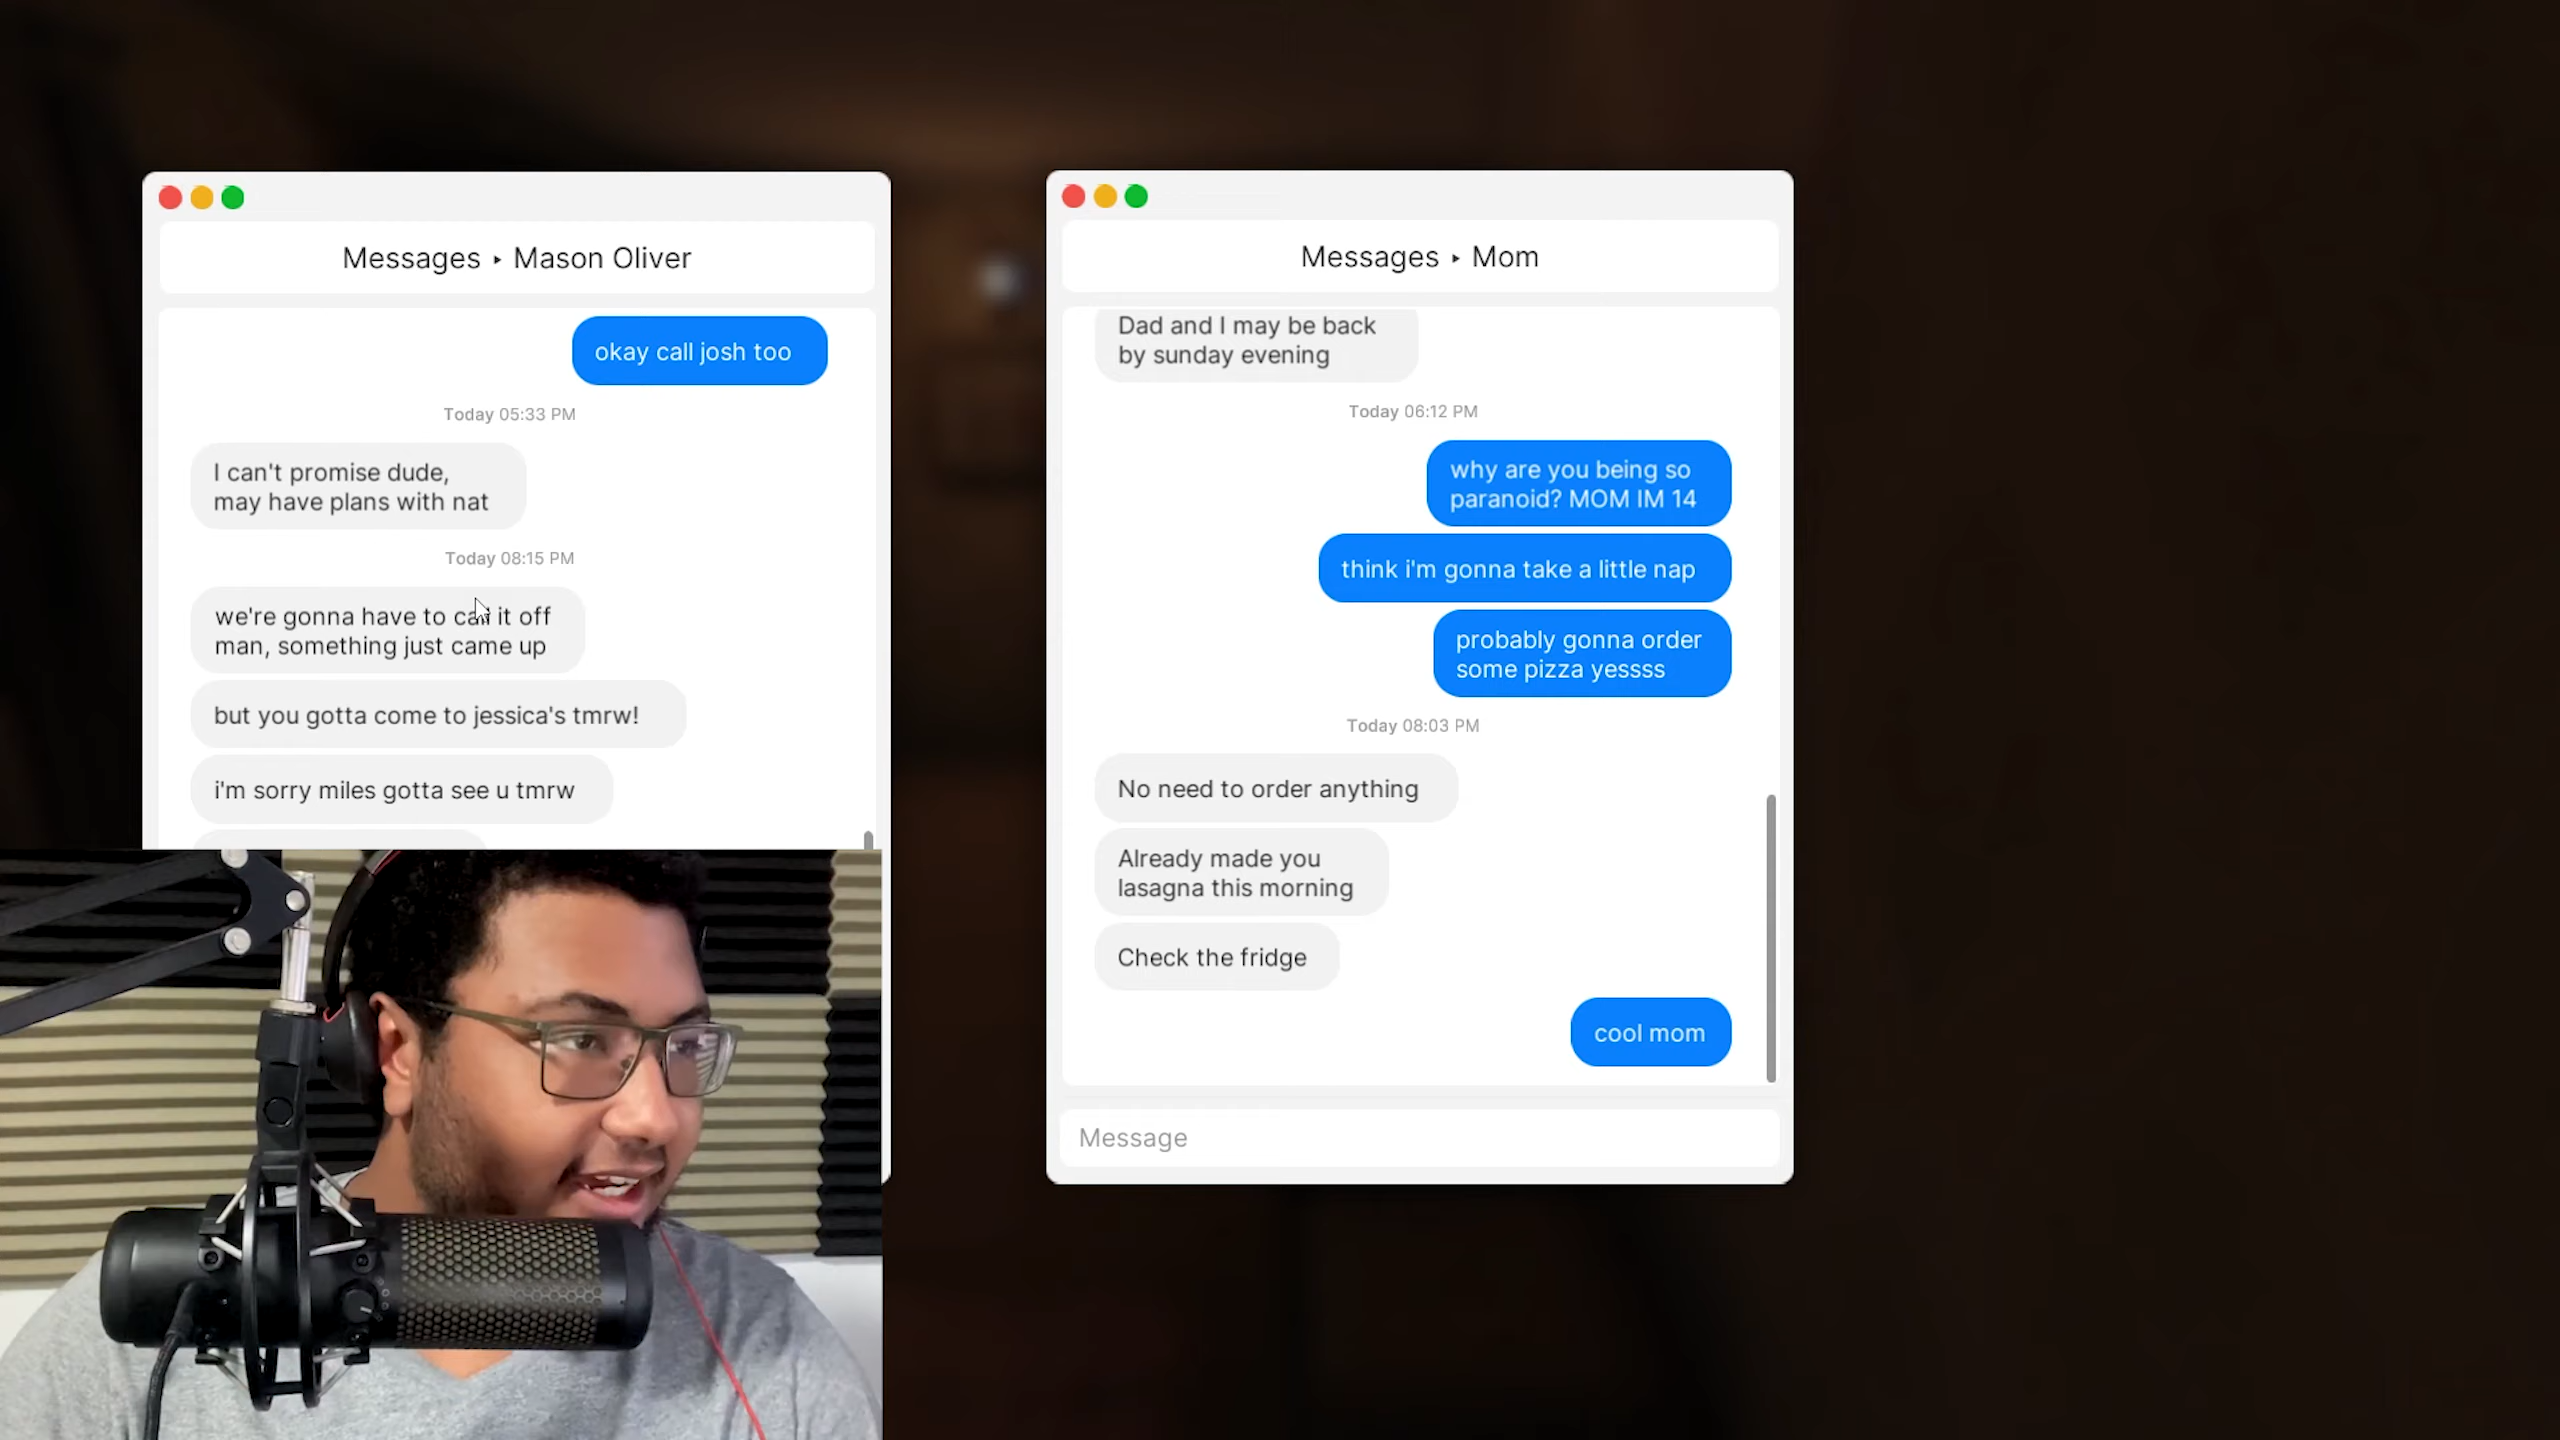 Messages ▸ Mason Oliver
okay call josh too
Today 05:33 PM
I can't promise dude,
may have plans with nat
Today 08:15 PM
we're gonna have to call it off
man, something just came up
but you gotta come to jessica's tmrw!
i'm sorry miles gotta see u tmrw
Messages ▸ Mom
Dad and I may be back
by sunday evening
Today 06:12 PM
why are you being so
paranoid? MOM IM 14
think i'm gonna take a little nap
probably gonna order
some pizza yessss
Today 08:03 PM
No need to order anything
Already made you
lasagna this morning
Check the fridge
cool mom
Message